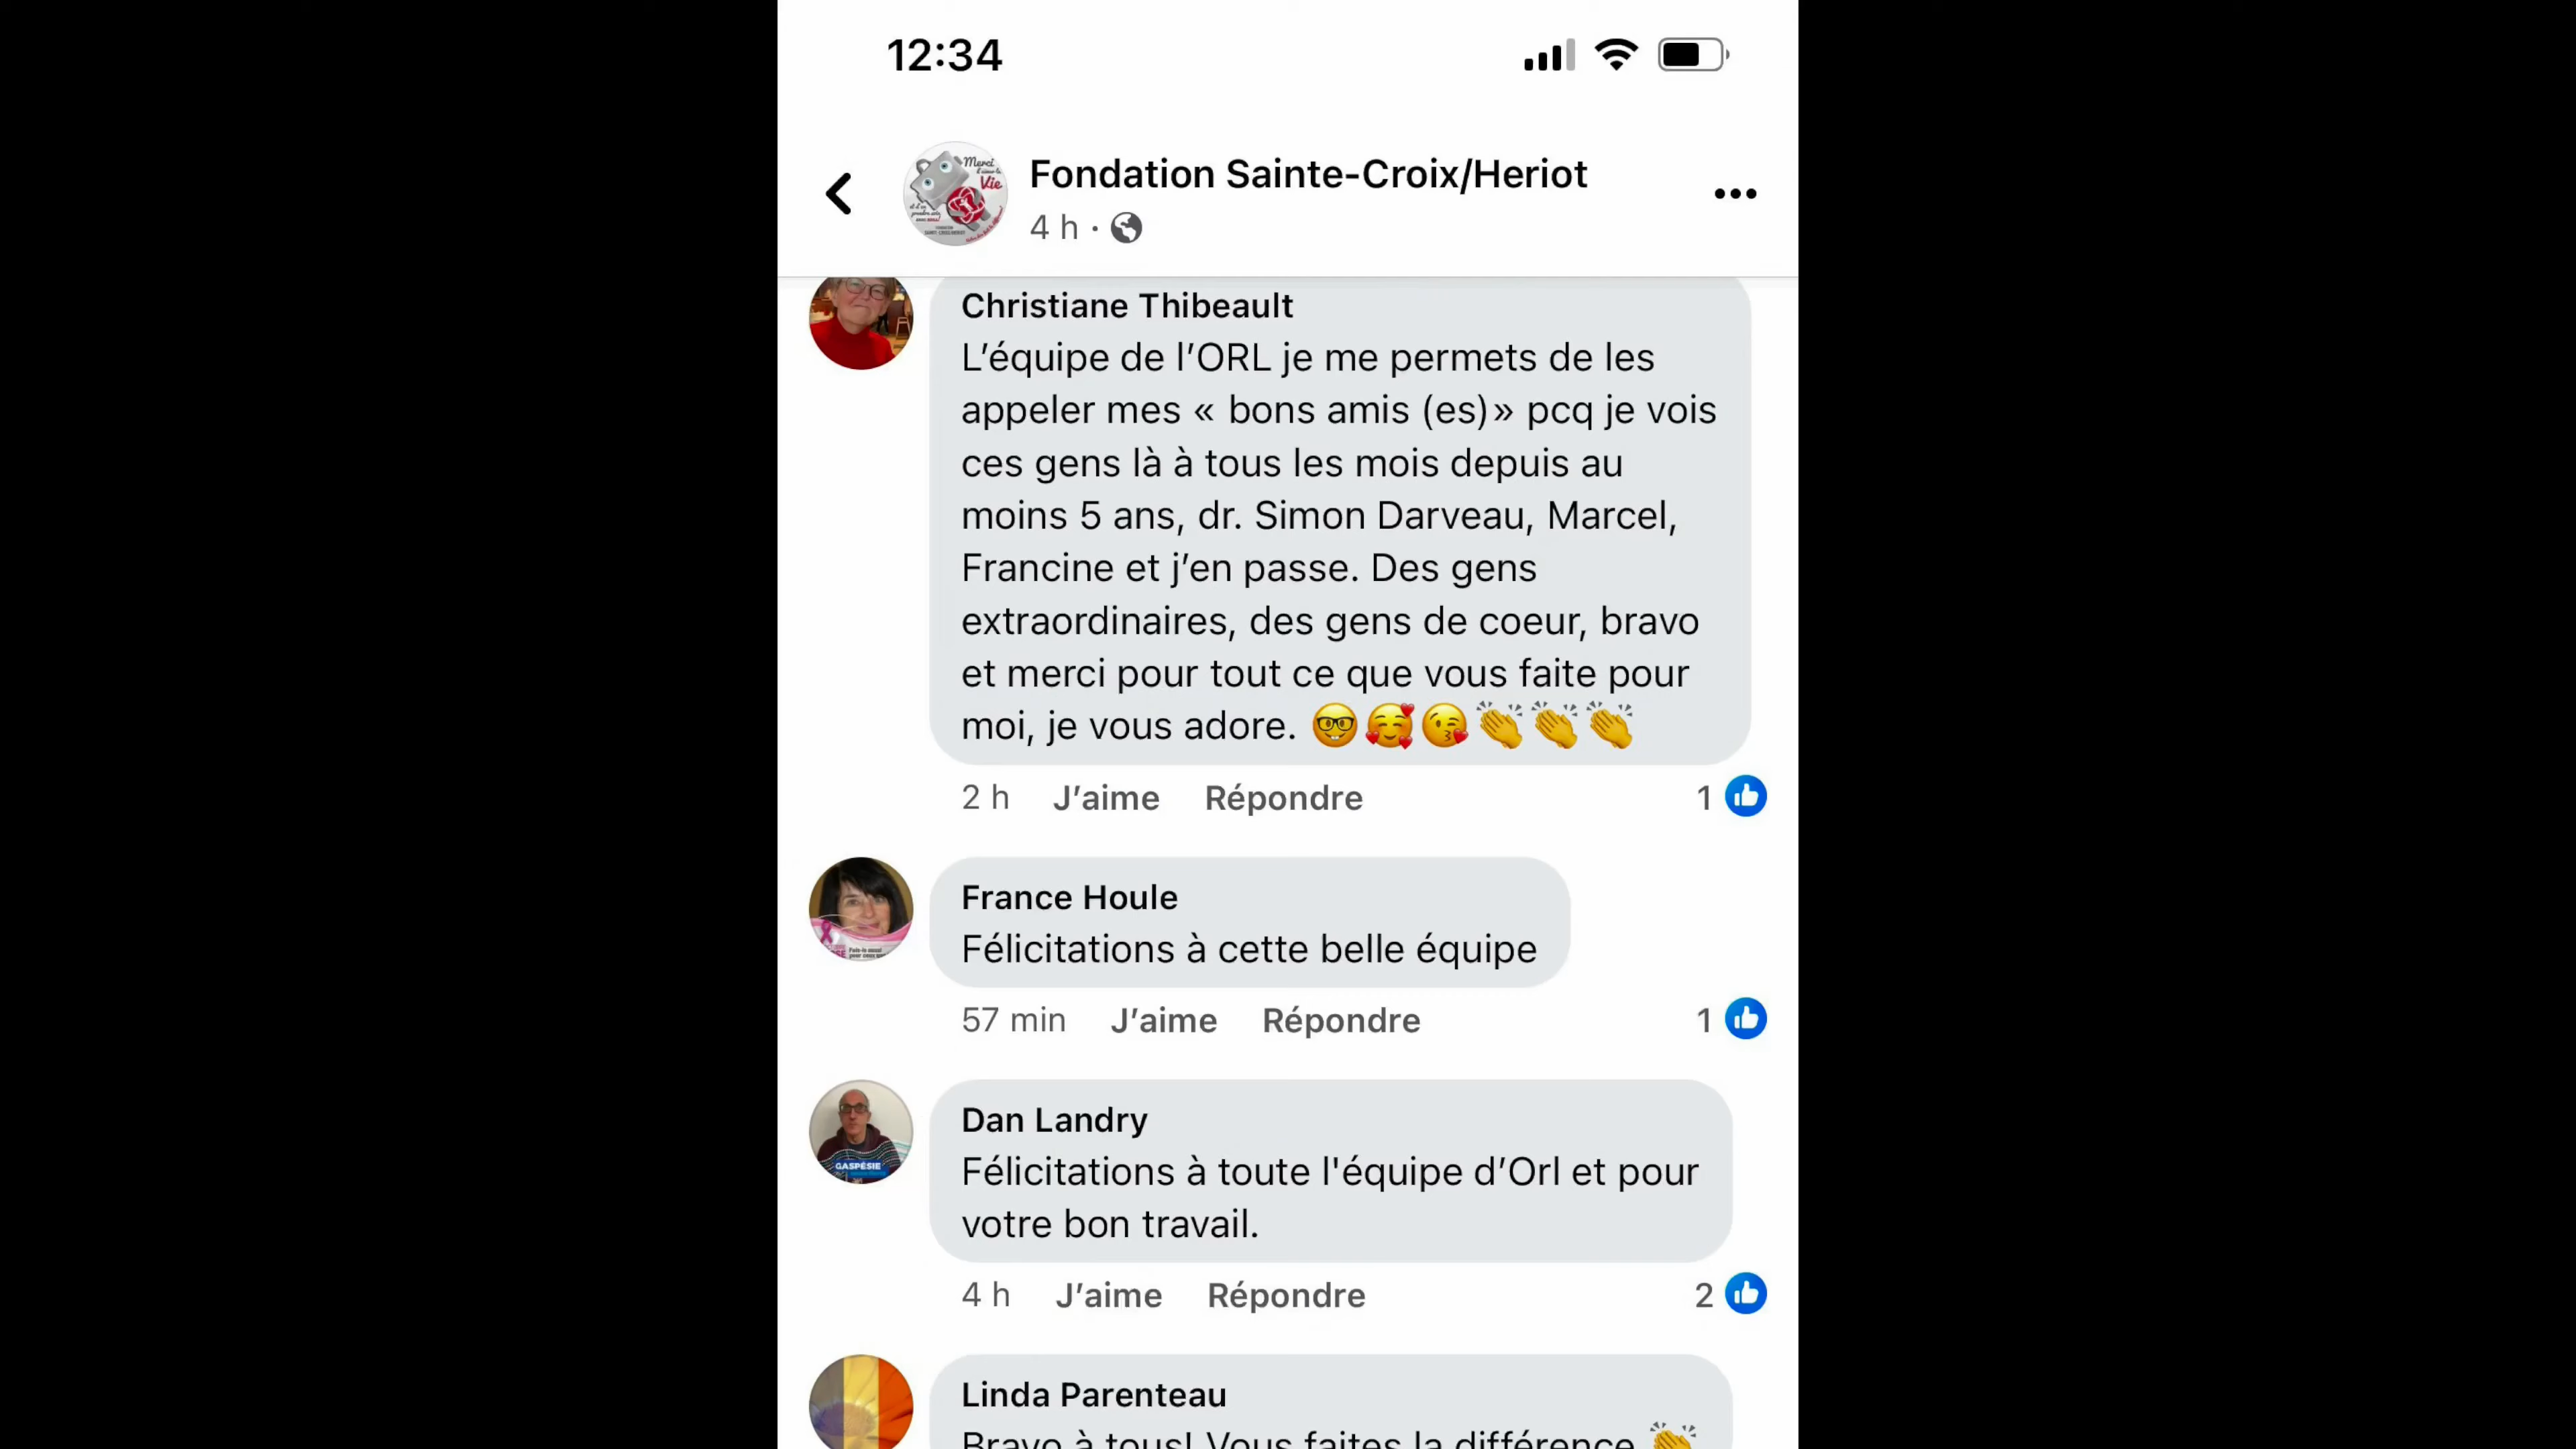 12:34
Merci
Vie
Fondation Sainte-Croix/Heriot
4 h ·
Christiane Thibeault
L’équipe de l’ORL je me permets de les
appeler mes « bons amis (es)» pcq je vois
ces gens là à tous les mois depuis au
moins 5 ans, dr. Simon Darveau, Marcel,
Francine et j’en passe. Des gens
extraordinaires, des gens de coeur, bravo
et merci pour tout ce que vous faite pour
moi, je vous adore. 🤓🥰😘👏👏👏
2 h J’aime Répondre 1
France Houle
Félicitations à cette belle équipe
57 min J’aime Répondre 1
Dan Landry
Félicitations à toute l'équipe d’Orl et pour
votre bon travail.
GASPÉSIE
4 h J’aime Répondre 2
Linda Parenteau
Bravo à tous! Vous faites la différence 👏